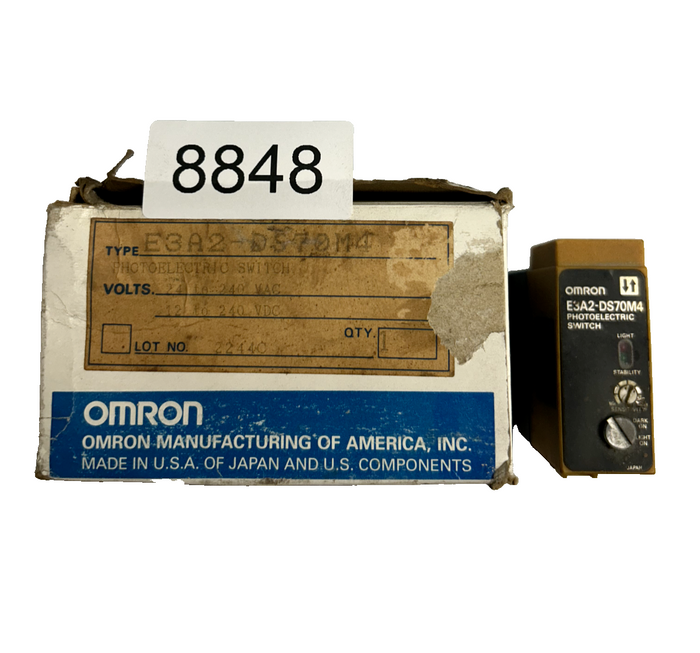 8848
TYPE E3A2-DS70M4
PHOTOELECTRIC SWITCH
VOLTS. 24 to 240 VAC
12 to 240 VDC
QTY. 1
LOT NO. 22440
OMRON
OMRON MANUFACTURING OF AMERICA, INC.
MADE IN U.S.A. OF JAPAN AND U.S. COMPONENTS
OMRON
E3A2-DS70M4
PHOTOELECTRIC
SWITCH
LIGHT
STABILITY
DARK
ON
LIGHT
ON
JAPAN